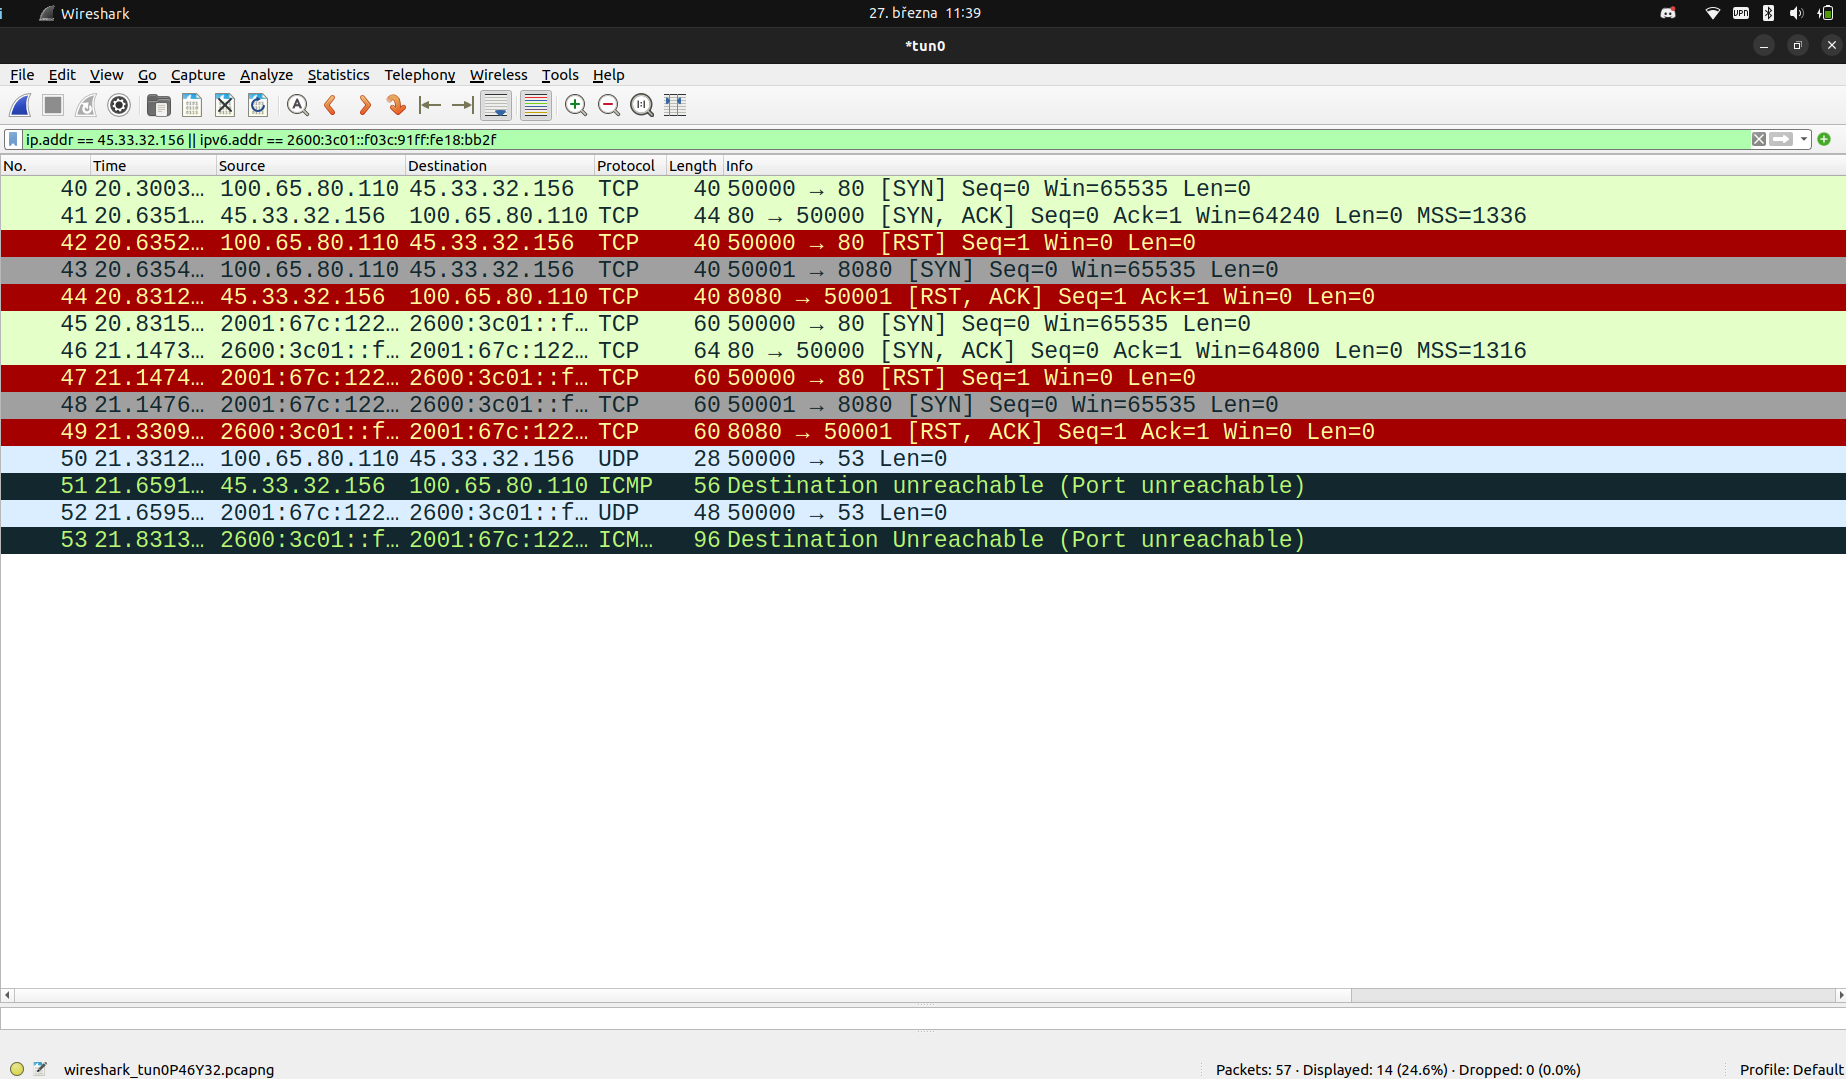 i Wireshark 27. března 11:39 VPN
*tun0
File Edit View Go Capture Analyze Statistics Telephony Wireless Tools Help
ip.addr == 45.33.32.156 || ipv6.addr == 2600:3c01::f03c:91ff:fe18:bb2f
No. Time Source Destination Protocol Length Info
40 20.3003… 100.65.80.110 45.33.32.156 TCP 40 50000 → 80 [SYN] Seq=0 Win=65535 Len=0
41 20.6351… 45.33.32.156 100.65.80.110 TCP 44 80 → 50000 [SYN, ACK] Seq=0 Ack=1 Win=64240 Len=0 MSS=1336
42 20.6352… 100.65.80.110 45.33.32.156 TCP 40 50000 → 80 [RST] Seq=1 Win=0 Len=0
43 20.6354… 100.65.80.110 45.33.32.156 TCP 40 50001 → 8080 [SYN] Seq=0 Win=65535 Len=0
44 20.8312… 45.33.32.156 100.65.80.110 TCP 40 8080 → 50001 [RST, ACK] Seq=1 Ack=1 Win=0 Len=0
45 20.8315… 2001:67c:122… 2600:3c01::f… TCP 60 50000 → 80 [SYN] Seq=0 Win=65535 Len=0
46 21.1473… 2600:3c01::f… 2001:67c:122… TCP 64 80 → 50000 [SYN, ACK] Seq=0 Ack=1 Win=64800 Len=0 MSS=1316
47 21.1474… 2001:67c:122… 2600:3c01::f… TCP 60 50000 → 80 [RST] Seq=1 Win=0 Len=0
48 21.1476… 2001:67c:122… 2600:3c01::f… TCP 60 50001 → 8080 [SYN] Seq=0 Win=65535 Len=0
49 21.3309… 2600:3c01::f… 2001:67c:122… TCP 60 8080 → 50001 [RST, ACK] Seq=1 Ack=1 Win=0 Len=0
50 21.3312… 100.65.80.110 45.33.32.156 UDP 28 50000 → 53 Len=0
51 21.6591… 45.33.32.156 100.65.80.110 ICMP 56 Destination unreachable (Port unreachable)
52 21.6595… 2001:67c:122… 2600:3c01::f… UDP 48 50000 → 53 Len=0
53 21.8313… 2600:3c01::f… 2001:67c:122… ICM… 96 Destination Unreachable (Port unreachable)
wireshark_tun0P46Y32.pcapng Packets: 57 · Displayed: 14 (24.6%) · Dropped: 0 (0.0%) Profile: Default